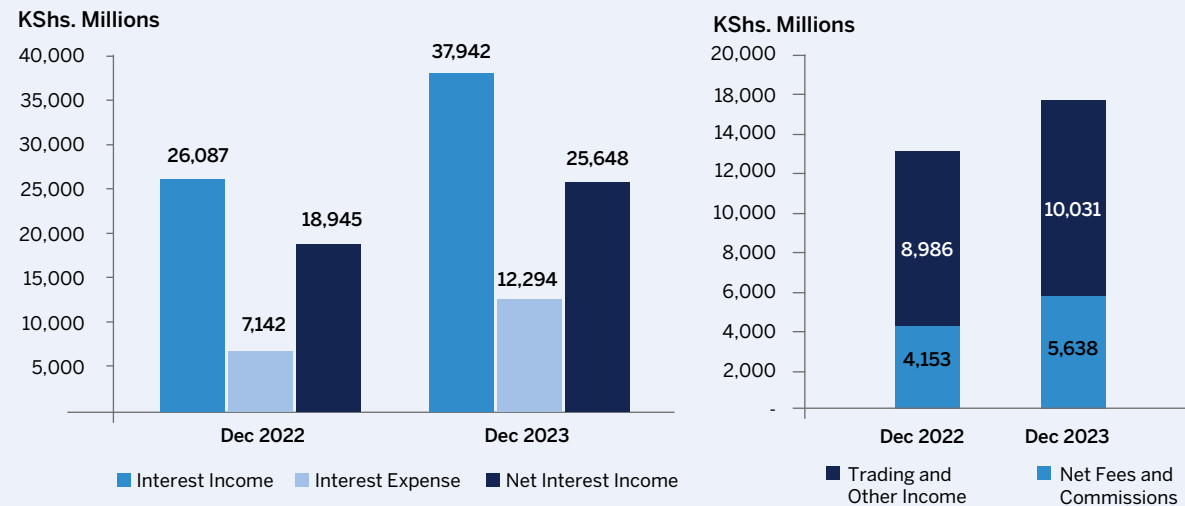 KShs. Millions
40,000
35,000
30,000
25,000
20,000
15,000
10,000
5,000
26,087
7,142
18,945
37,942
12,294
25,648
Dec 2022
Dec 2023
Interest Income
Interest Expense
Net Interest Income
KShs. Millions
20,000
18,000
14,000
12,000
10,000
8,000
6,000
4,000
2,000
-
8,986
4,153
10,031
5,638
Dec 2022
Dec 2023
Trading and
Other Income
Net Fees and
Commissions